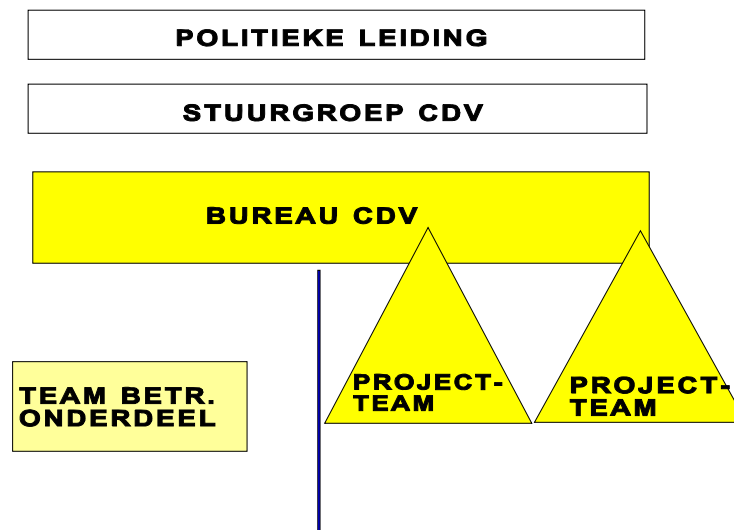 POLITIEKE LEIDING
STUURGROEP CDV
BUREAU CDV
TEAM BETR.
ONDERDEEL
PROJECT-
TEAM
PROJECT-
TEAM